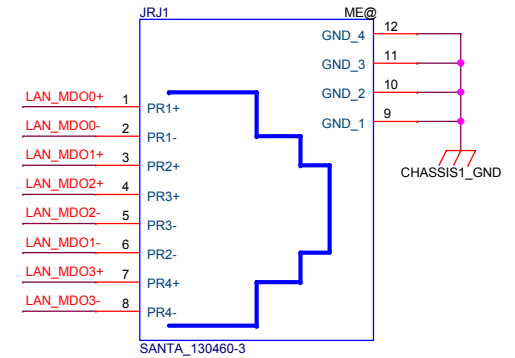 JRJ1 ME@
GND_4 12
GND_3 11
GND_2 10
GND_1 9
LAN_MDO0+ 1 PR1+
LAN_MDO0- 2 PR1-
LAN_MDO1+ 3 PR2+
LAN_MDO2+ 4 PR3+
LAN_MDO2- 5 PR3-
LAN_MDO1- 6 PR2-
LAN_MDO3+ 7 PR4+
LAN_MDO3- 8 PR4-
CHASSIS1_GND
SANTA_130460-3